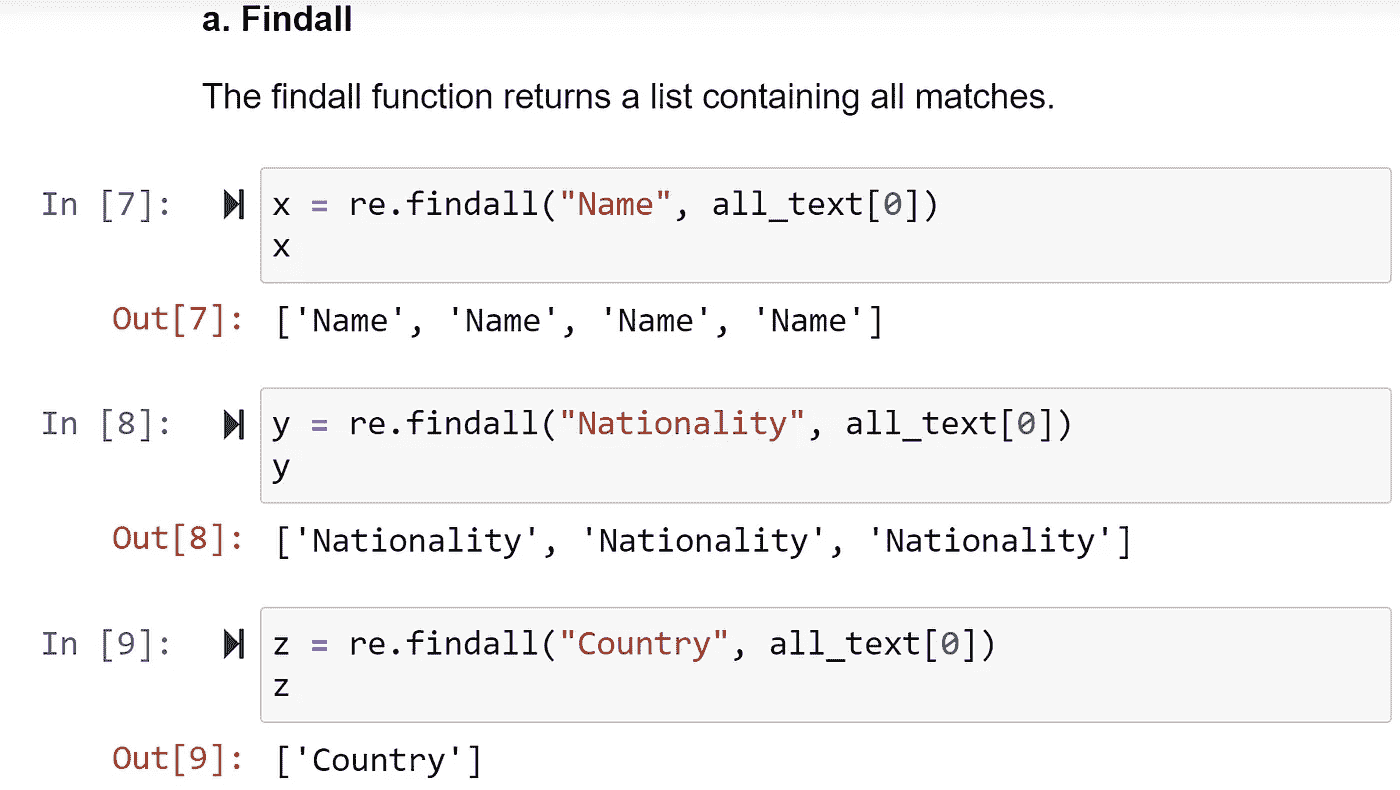 a. Findall
The findall function returns a list containing all matches.
In [7]: x = re.findall("Name", all_text[0])
x
Out[7]: ['Name', 'Name', 'Name', 'Name']
In [8]: y = re.findall("Nationality", all_text[0])
y
Out[8]: ['Nationality', 'Nationality', 'Nationality']
In [9]: z = re.findall("Country", all_text[0])
z
Out[9]: ['Country']